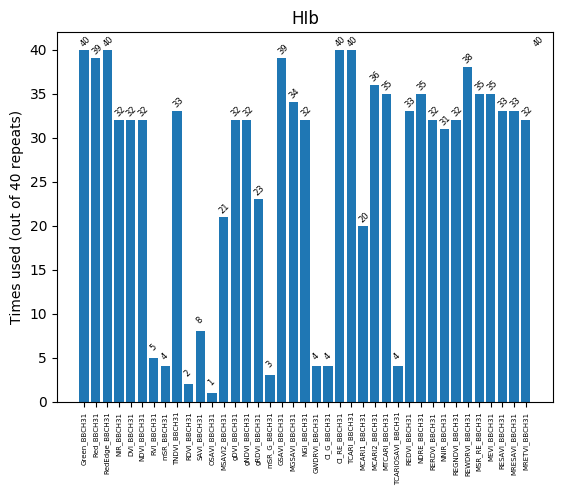 HIb
Times used (out of 40 repeats)
40
35
30
25
20
15
10
5
0
40 39 40 32 32 32 5 4 33 2 8 1 21 32 32 23 3 39 34 32 4 4 40 40 20 36 35 4 33 35 32 31 32 38 35 35 33 33 32 40
Green_BBCH31
Red_BBCH31
RedEdge_BBCH31
NIR_BBCH31
DVI_BBCH31
NDVI_BBCH31
RVI_BBCH31
mSR_BBCH31
TNDVI_BBCH31
RDVI_BBCH31
SAVI_BBCH31
OSAVI_BBCH31
MSAVI2_BBCH31
gDVI_BBCH31
gNDVI_BBCH31
gRDVI_BBCH31
mSR_G_BBCH31
GSAVI_BBCH31
MGSAVI_BBCH31
NGI_BBCH31
GWDRVI_BBCH31
CI_G_BBCH31
CI_RE_BBCH31
TCARI_BBCH31
MCARI1_BBCH31
MCARI2_BBCH31
MTCARI_BBCH31
TCARIOSAVI_BBCH31
REDVI_BBCH31
NDRE_BBCH31
RERDVI_BBCH31
NNIR_BBCH31
REGNDVI_BBCH31
REWDRVI_BBCH31
MSR_RE_BBCH31
MEVI_BBCH31
RESAVI_BBCH31
MRESAVI_BBCH31
MRETVI_BBCH31